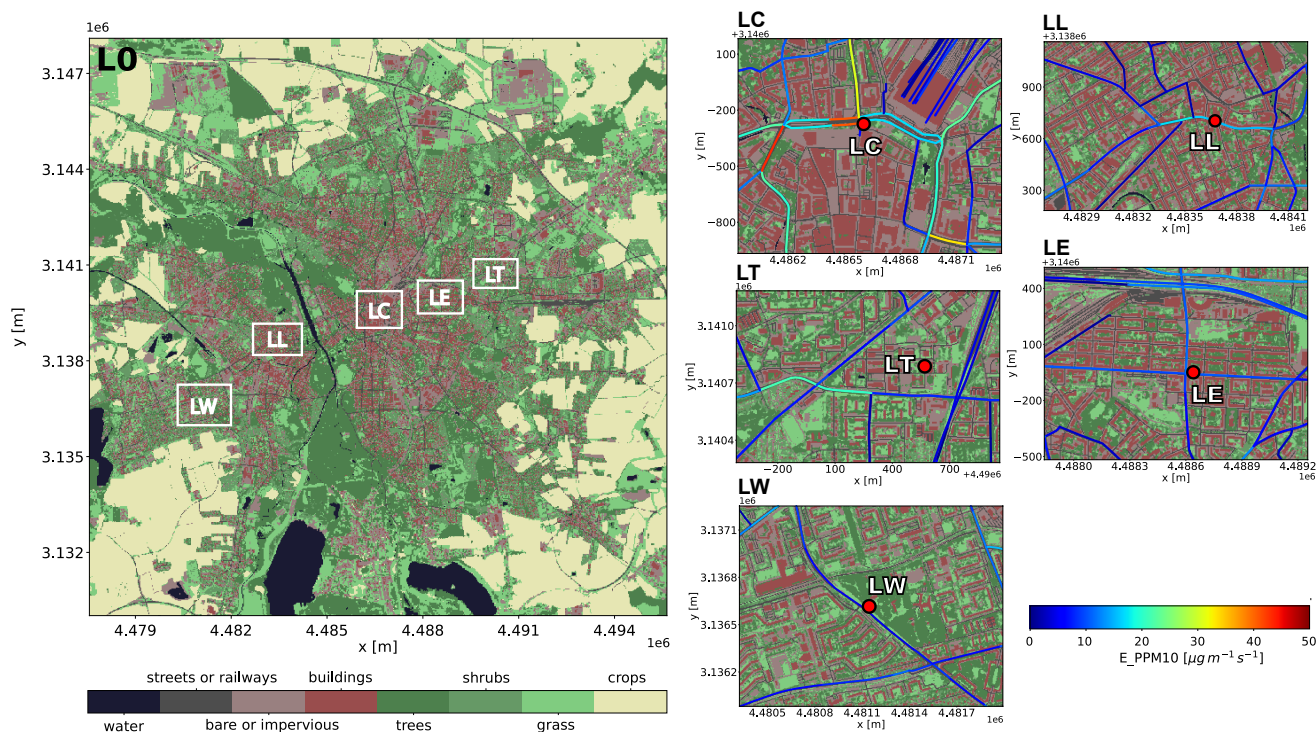 L0
1e6
3.147
3.144
3.141
3.138
3.135
3.132
y [m]
4.479
4.482
4.485
4.488
4.491
4.494
1e6
x [m]
LT
LE
LC
LL
LW
streets or railways
buildings
shrubs
crops
water
bare or impervious
trees
grass
LC
+3.14e6
100
−200
−500
−800
y [m]
LC
4.4862
4.4865
4.4868
4.4871
x [m]
1e6
LL
+3.138e6
900
600
300
y [m]
LL
4.4829
4.4832
4.4835
4.4838
4.4841
x [m]
1e6
LT
1e6
3.1410
3.1407
3.1404
y [m]
LT
−200
100
400
700
+4.49e6
x [m]
LE
+3.14e6
400
100
−200
−500
y [m]
LE
4.4880
4.4883
4.4886
4.4889
4.4892
x [m]
1e6
LW
1e6
3.1371
3.1368
3.1365
3.1362
y [m]
LW
4.4805
4.4808
4.4811
4.4814
4.4817
x [m]
1e6
0
10
20
30
40
50
E_PPM10 [μg m⁻¹ s⁻¹]